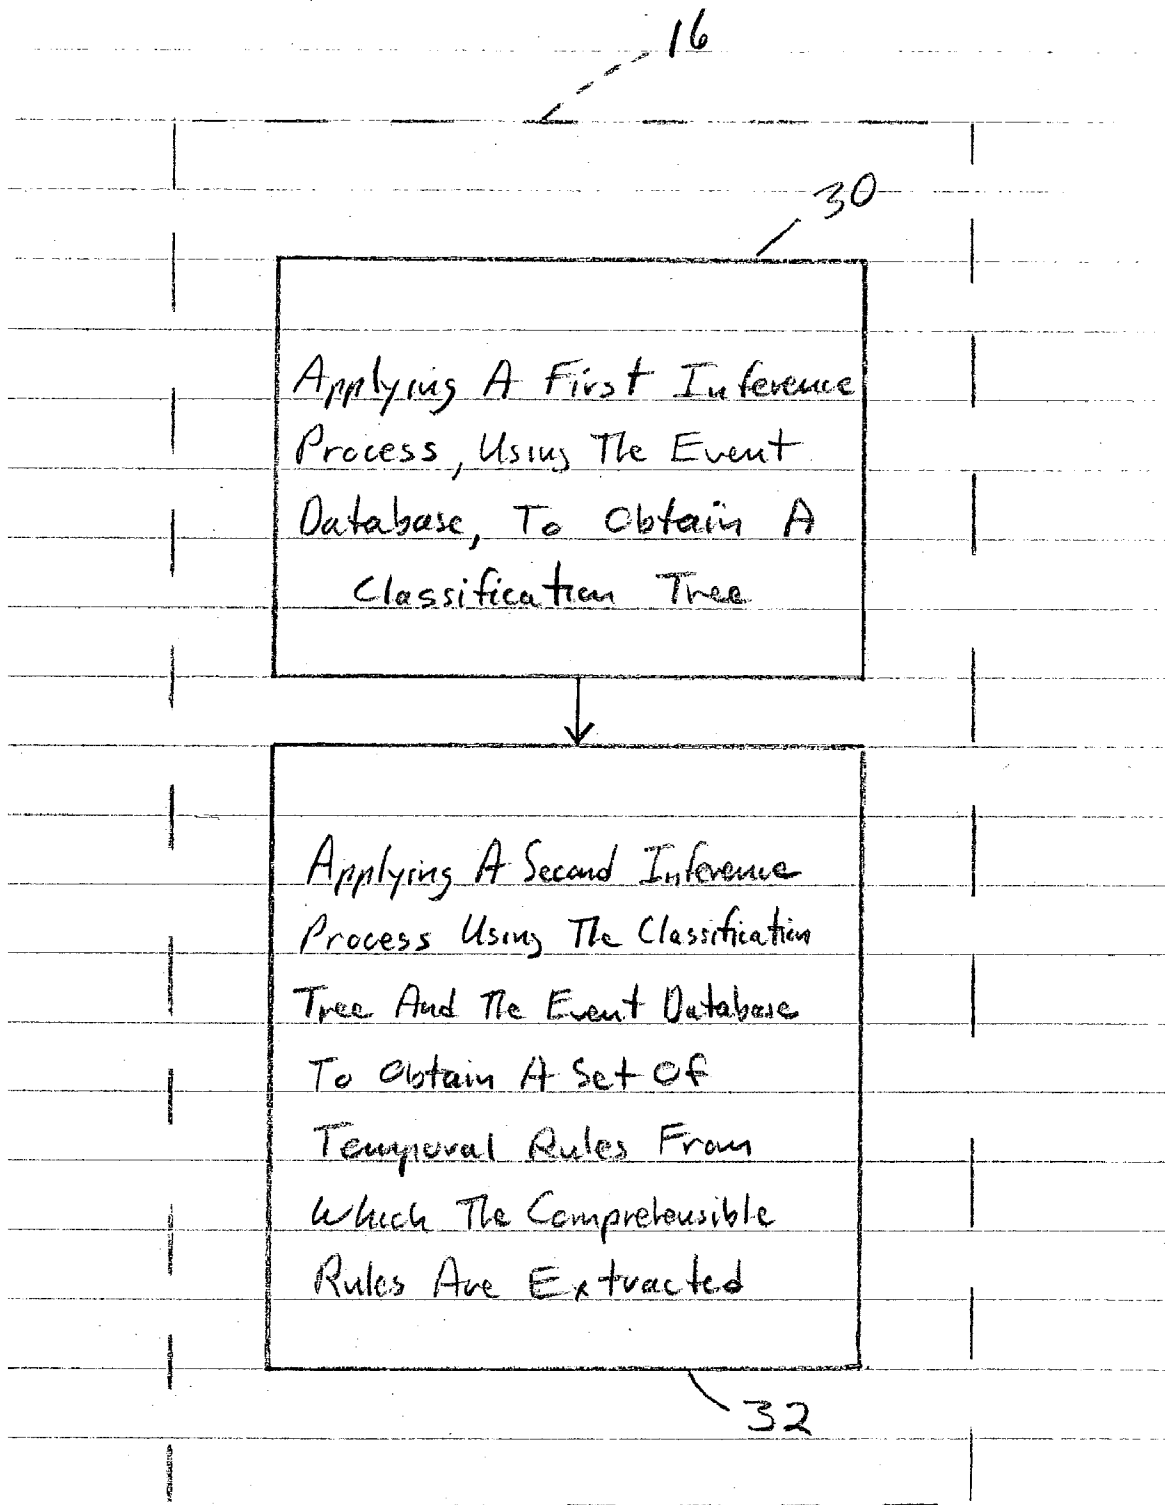 16
30
Applying A First Inference
Process, Using The Event
Database, To Obtain A
Classification Tree
Applying A Second Inference
Process Using The Classification
Tree And The Event Database
To Obtain A Set Of
Temporal Rules From
Which The Comprehensible
Rules Are Extracted
32